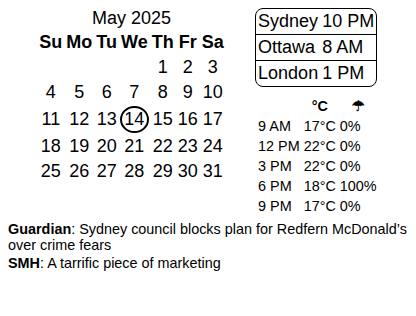 May 2025
Su Mo Tu We Th Fr Sa
1 2 3
4 5 6 7 8 9 10
11 12 13 14 15 16 17
18 19 20 21 22 23 24
25 26 27 28 29 30 31
Sydney 10 PM
Ottawa 8 AM
London 1 PM
°C ☂
9 AM 17°C 0%
12 PM 22°C 0%
3 PM 22°C 0%
6 PM 18°C 100%
9 PM 17°C 0%
Guardian: Sydney council blocks plan for Redfern McDonald’s
over crime fears
SMH: A tarrific piece of marketing